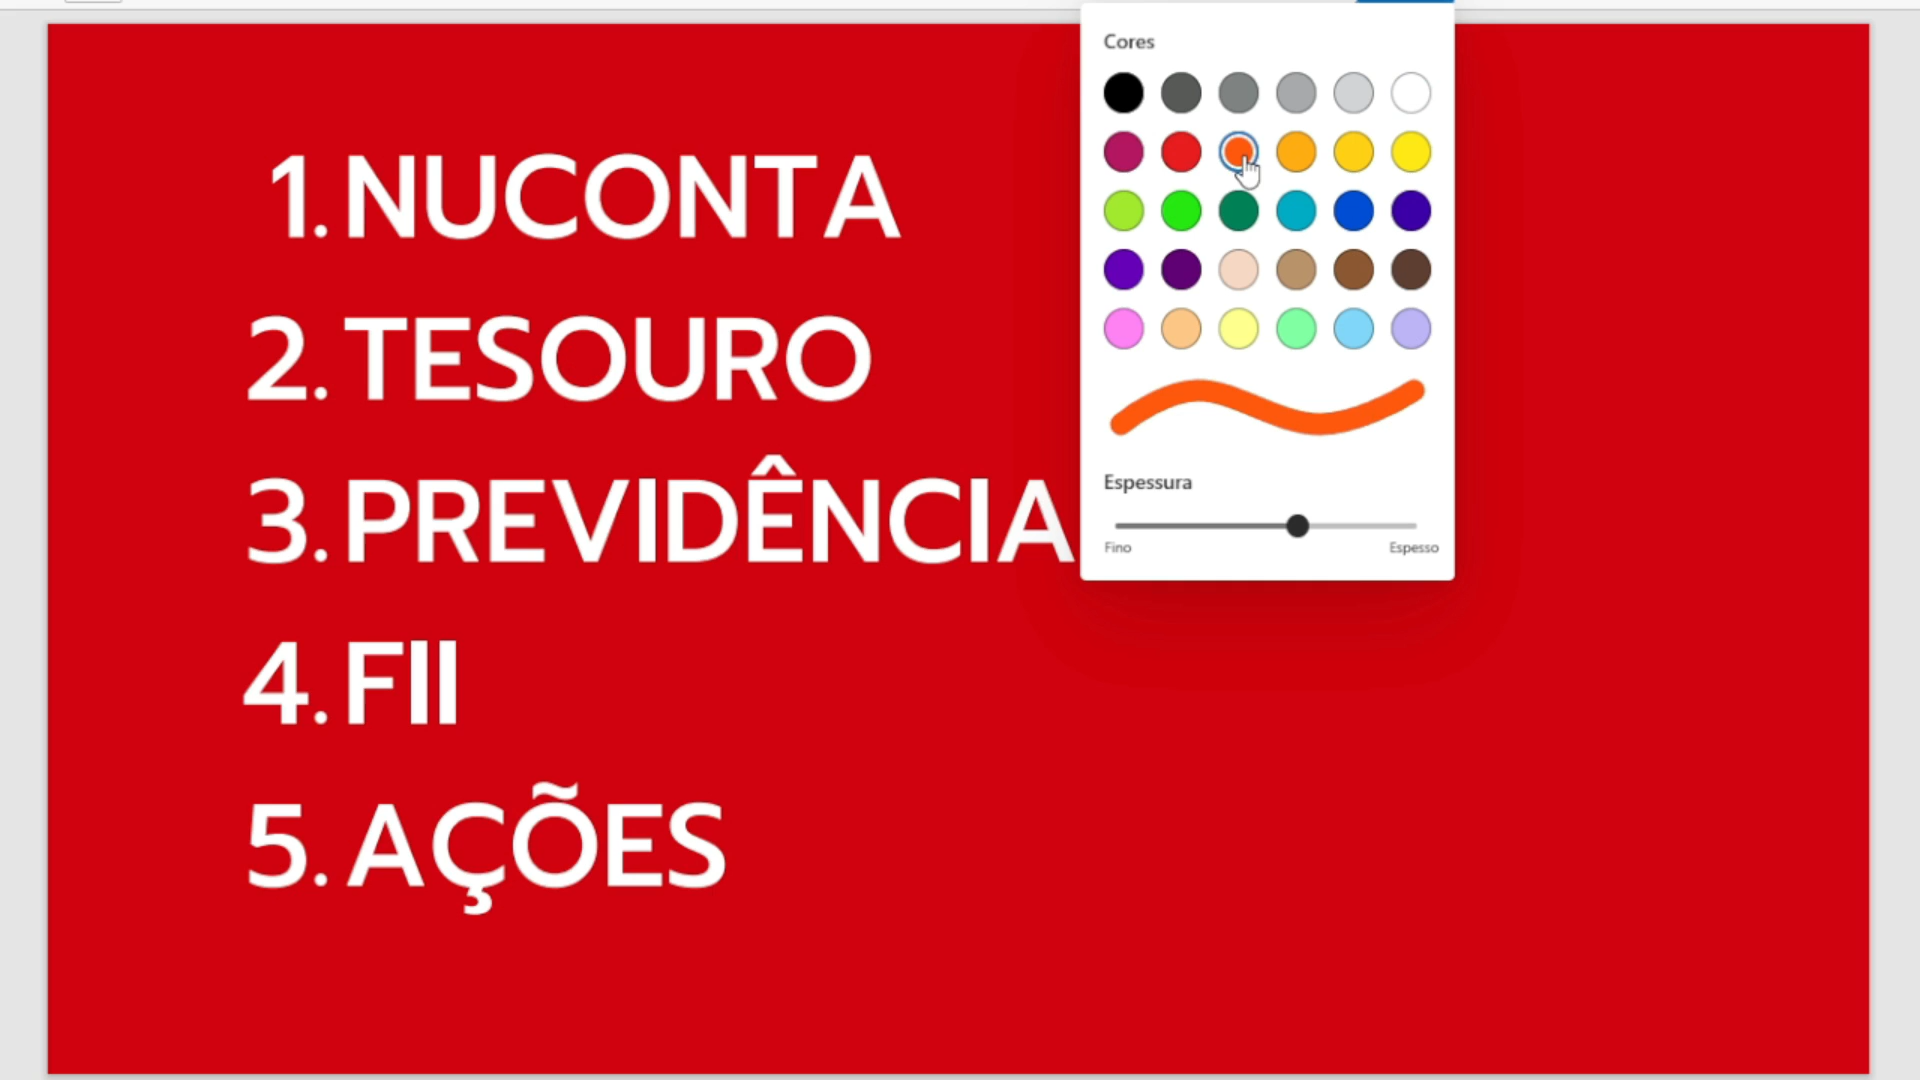 1. NUCONTA
2. TESOURO
3. PREVIDÊNCIA
4. FII
5. AÇÕES
Cores
Espessura
Fino
Espesso